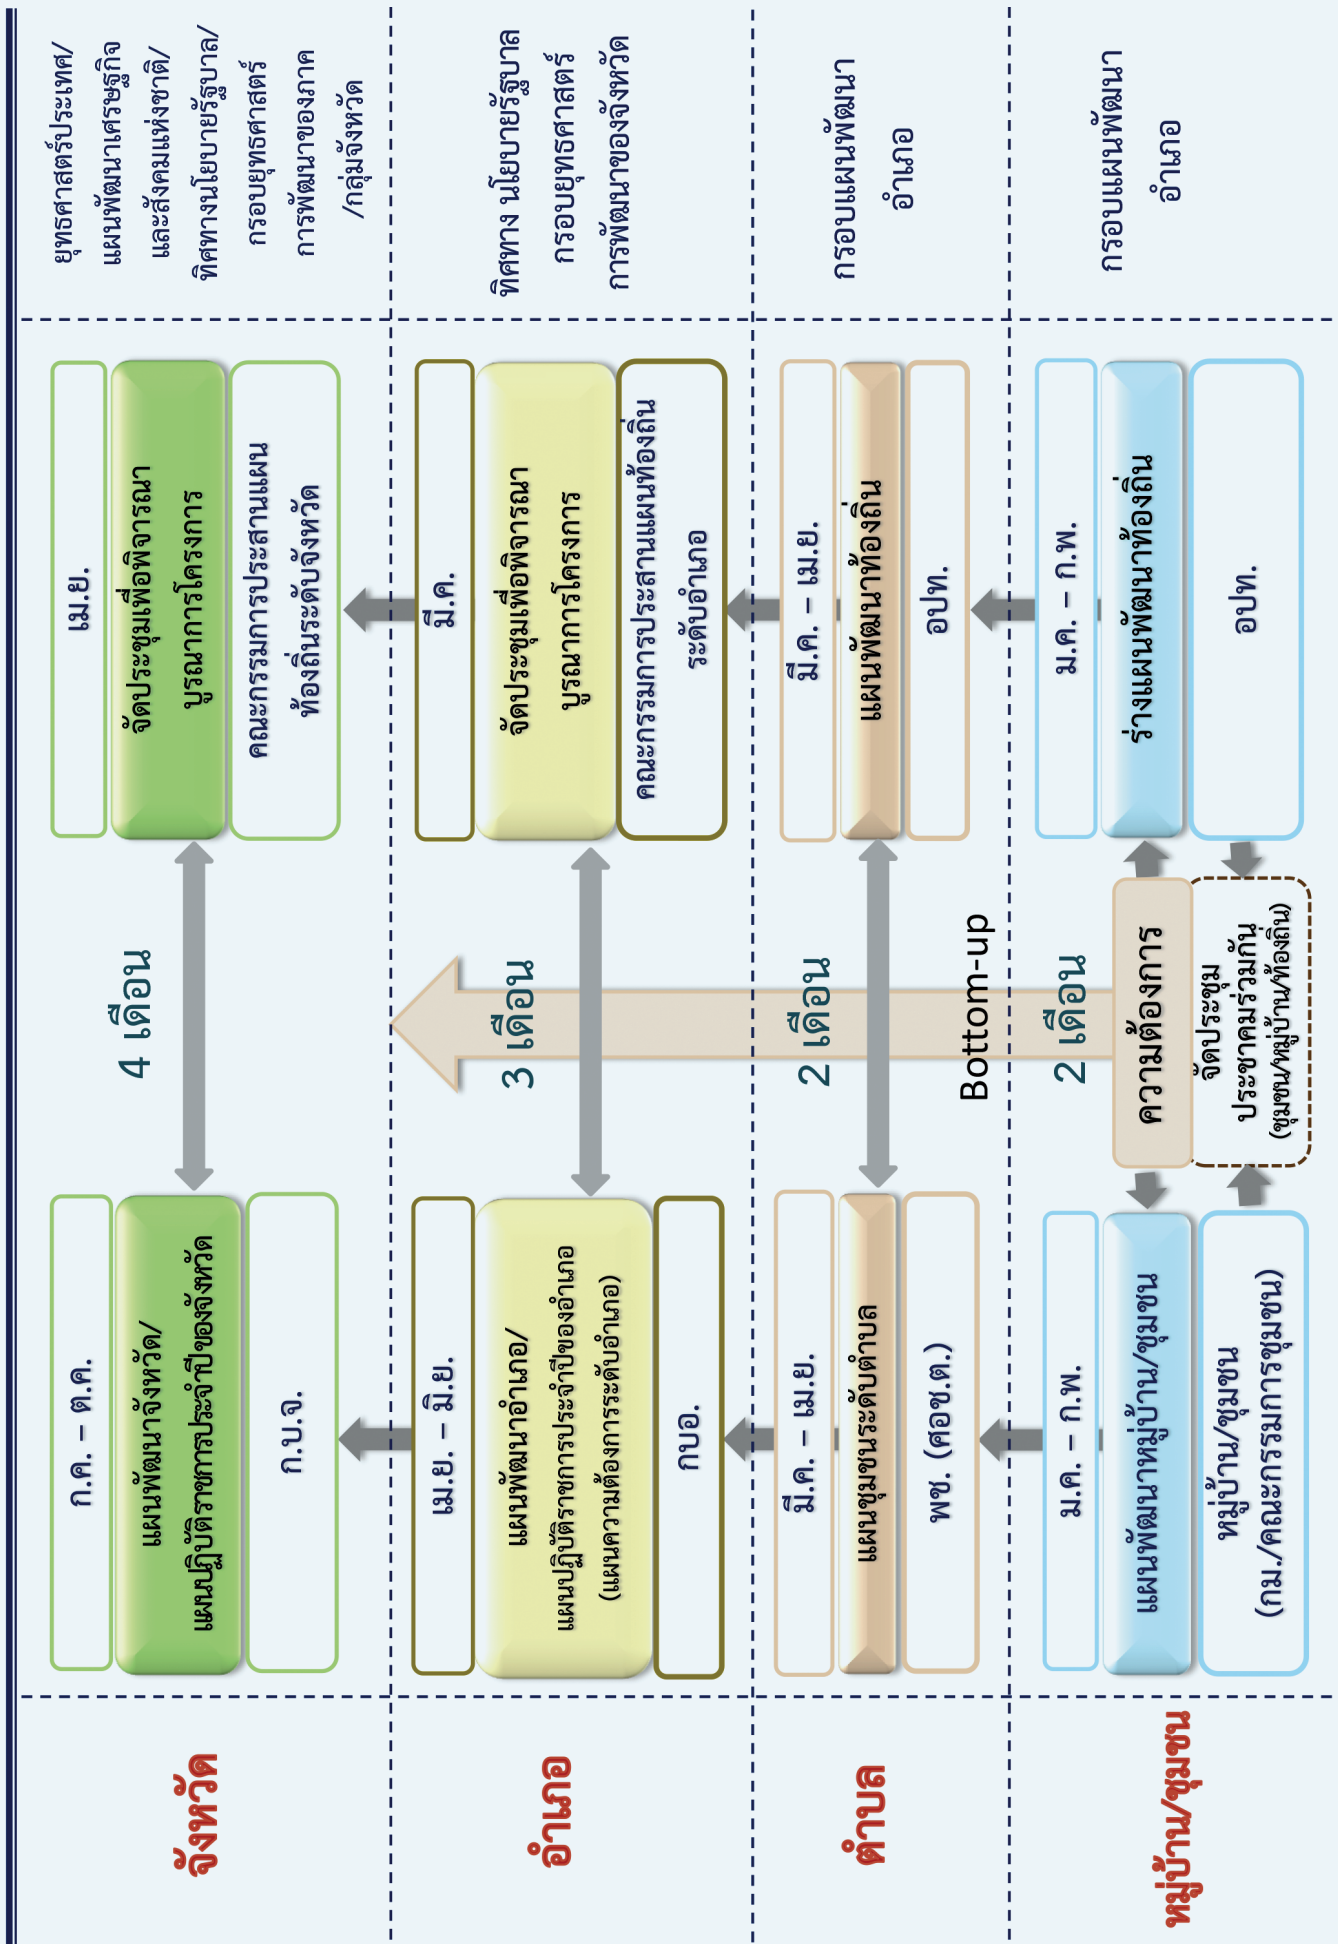 จังหวัด
ก.ค. – ต.ค.
แผนพัฒนาจังหวัด/
แผนปฏิบัติราชการประจำปีของจังหวัด
ก.บ.จ.
4 เดือน
เม.ย.
จัดประชุมเพื่อพิจารณา
บูรณาการโครงการ
คณะกรรมการประสานแผน
ท้องถิ่นระดับจังหวัด
ยุทธศาสตร์ประเทศ/
แผนพัฒนาเศรษฐกิจ
และสังคมแห่งชาติ/
ทิศทางนโยบายรัฐบาล/
กรอบยุทธศาสตร์
การพัฒนาของภาค
/กลุ่มจังหวัด
อำเภอ
เม.ย. – มิ.ย.
แผนพัฒนาอำเภอ/
แผนปฏิบัติราชการประจำปีของอำเภอ
(แผนความต้องการระดับอำเภอ)
กบอ.
3 เดือน
มี.ค.
จัดประชุมเพื่อพิจารณา
บูรณาการโครงการ
คณะกรรมการประสานแผนท้องถิ่น
ระดับอำเภอ
ทิศทาง นโยบายรัฐบาล
กรอบยุทธศาสตร์
การพัฒนาของจังหวัด
ตำบล
มี.ค. – เม.ย.
แผนชุมชนระดับตำบล
พช. (ศอช.ต.)
2 เดือน
Bottom-up
มี.ค. – เม.ย.
แผนพัฒนาท้องถิ่น
อปท.
กรอบแผนพัฒนา
อำเภอ
หมู่บ้าน/ชุมชน
ม.ค. – ก.พ.
แผนพัฒนาหมู่บ้าน/ชุมชน
หมู่บ้าน/ชุมชน
(กม./คณะกรรมการชุมชน)
2 เดือน
ความต้องการ
จัดประชุม
ประชาคมร่วมกัน
(ชุมชน/หมู่บ้าน/ท้องถิ่น)
ม.ค. – ก.พ.
ร่างแผนพัฒนาท้องถิ่น
อปท.
กรอบแผนพัฒนา
อำเภอ